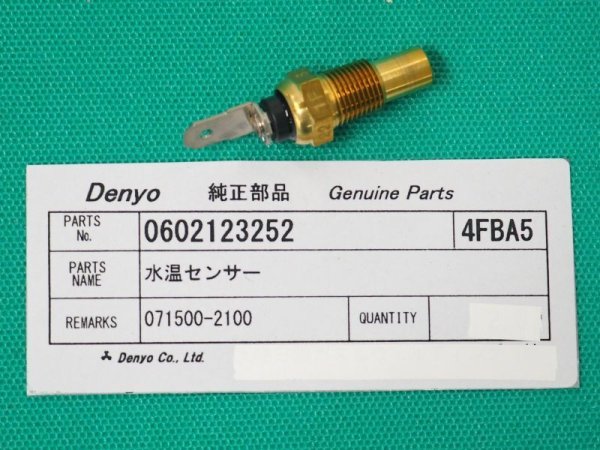 Denyo 純正部品 Genuine Parts
PARTS No. 0602123252 4FBA5
PARTS NAME 水温センサー
REMARKS 071500-2100 QUANTITY
Denyo Co., Ltd.